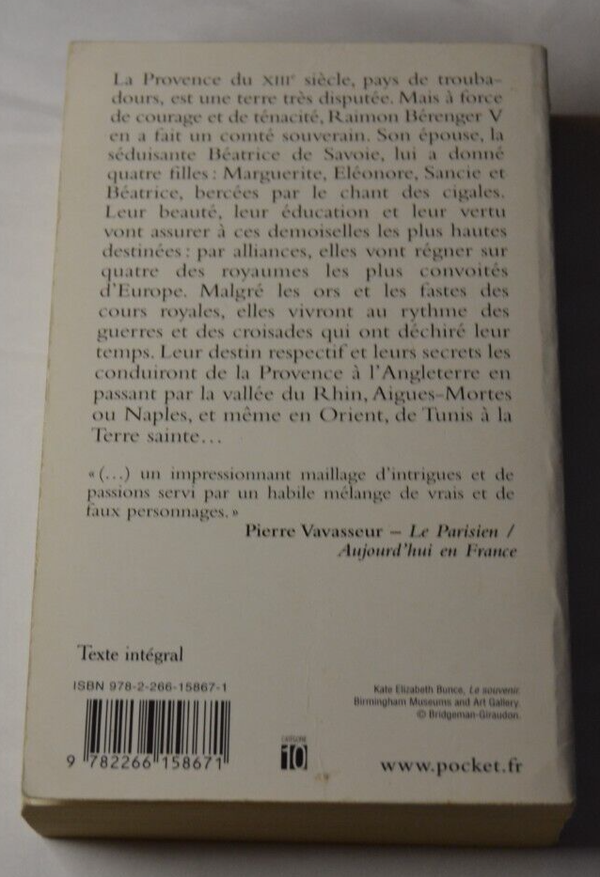 La Provence du XIIIe siècle, pays de trouba-
dours, est une terre très disputée. Mais à force
de courage et de ténacité, Raimon Bérenger V
en a fait un comté souverain. Son épouse, la
séduisante Béatrice de Savoie, lui a donné
quatre filles : Marguerite, Eléonore, Sancie et
Béatrice, bercées par le chant des cigales.
Leur beauté, leur éducation et leur vertu
vont assurer à ces demoiselles les plus hautes
destinées : par alliances, elles vont régner sur
quatre des royaumes les plus convoités
d'Europe. Malgré les ors et les fastes des
cours royales, elles vivront au rythme des
guerres et des croisades qui ont déchiré leur
temps. Leur destin respectif et leurs secrets les
conduiront de la Provence à l'Angleterre en
passant par la vallée du Rhin, Aigues-Mortes
ou Naples, et même en Orient, de Tunis à la
Terre sainte…
« (…) un impressionnant maillage d'intrigues et de
passions servi par un habile mélange de vrais et de
faux personnages. »
Pierre Vavasseur – Le Parisien /
Aujourd'hui en France
Texte intégral
ISBN 978-2-266-15867-1
Kate Elizabeth Bunce, Le souvenir.
Birmingham Museums and Art Gallery.
© Bridgeman-Giraudon.
9 782266 158671
CATÉGORIE
10
www.pocket.fr